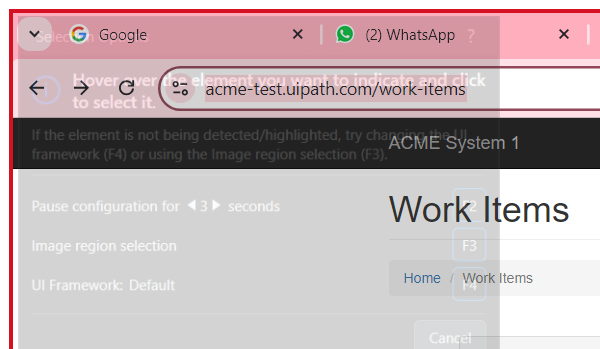 Google
(2) WhatsApp
?
Hover over the element you want to indicate and click
to select it.
acme-test.uipath.com/work-items
If the element is not being detected/highlighted, try changing the UI
framework (F4) or using the Image region selection (F3).
ACME System 1
Pause configuration for 3 seconds
F2
Work Items
Image region selection
F3
Home / Work Items
UI Framework: Default
F4
Cancel